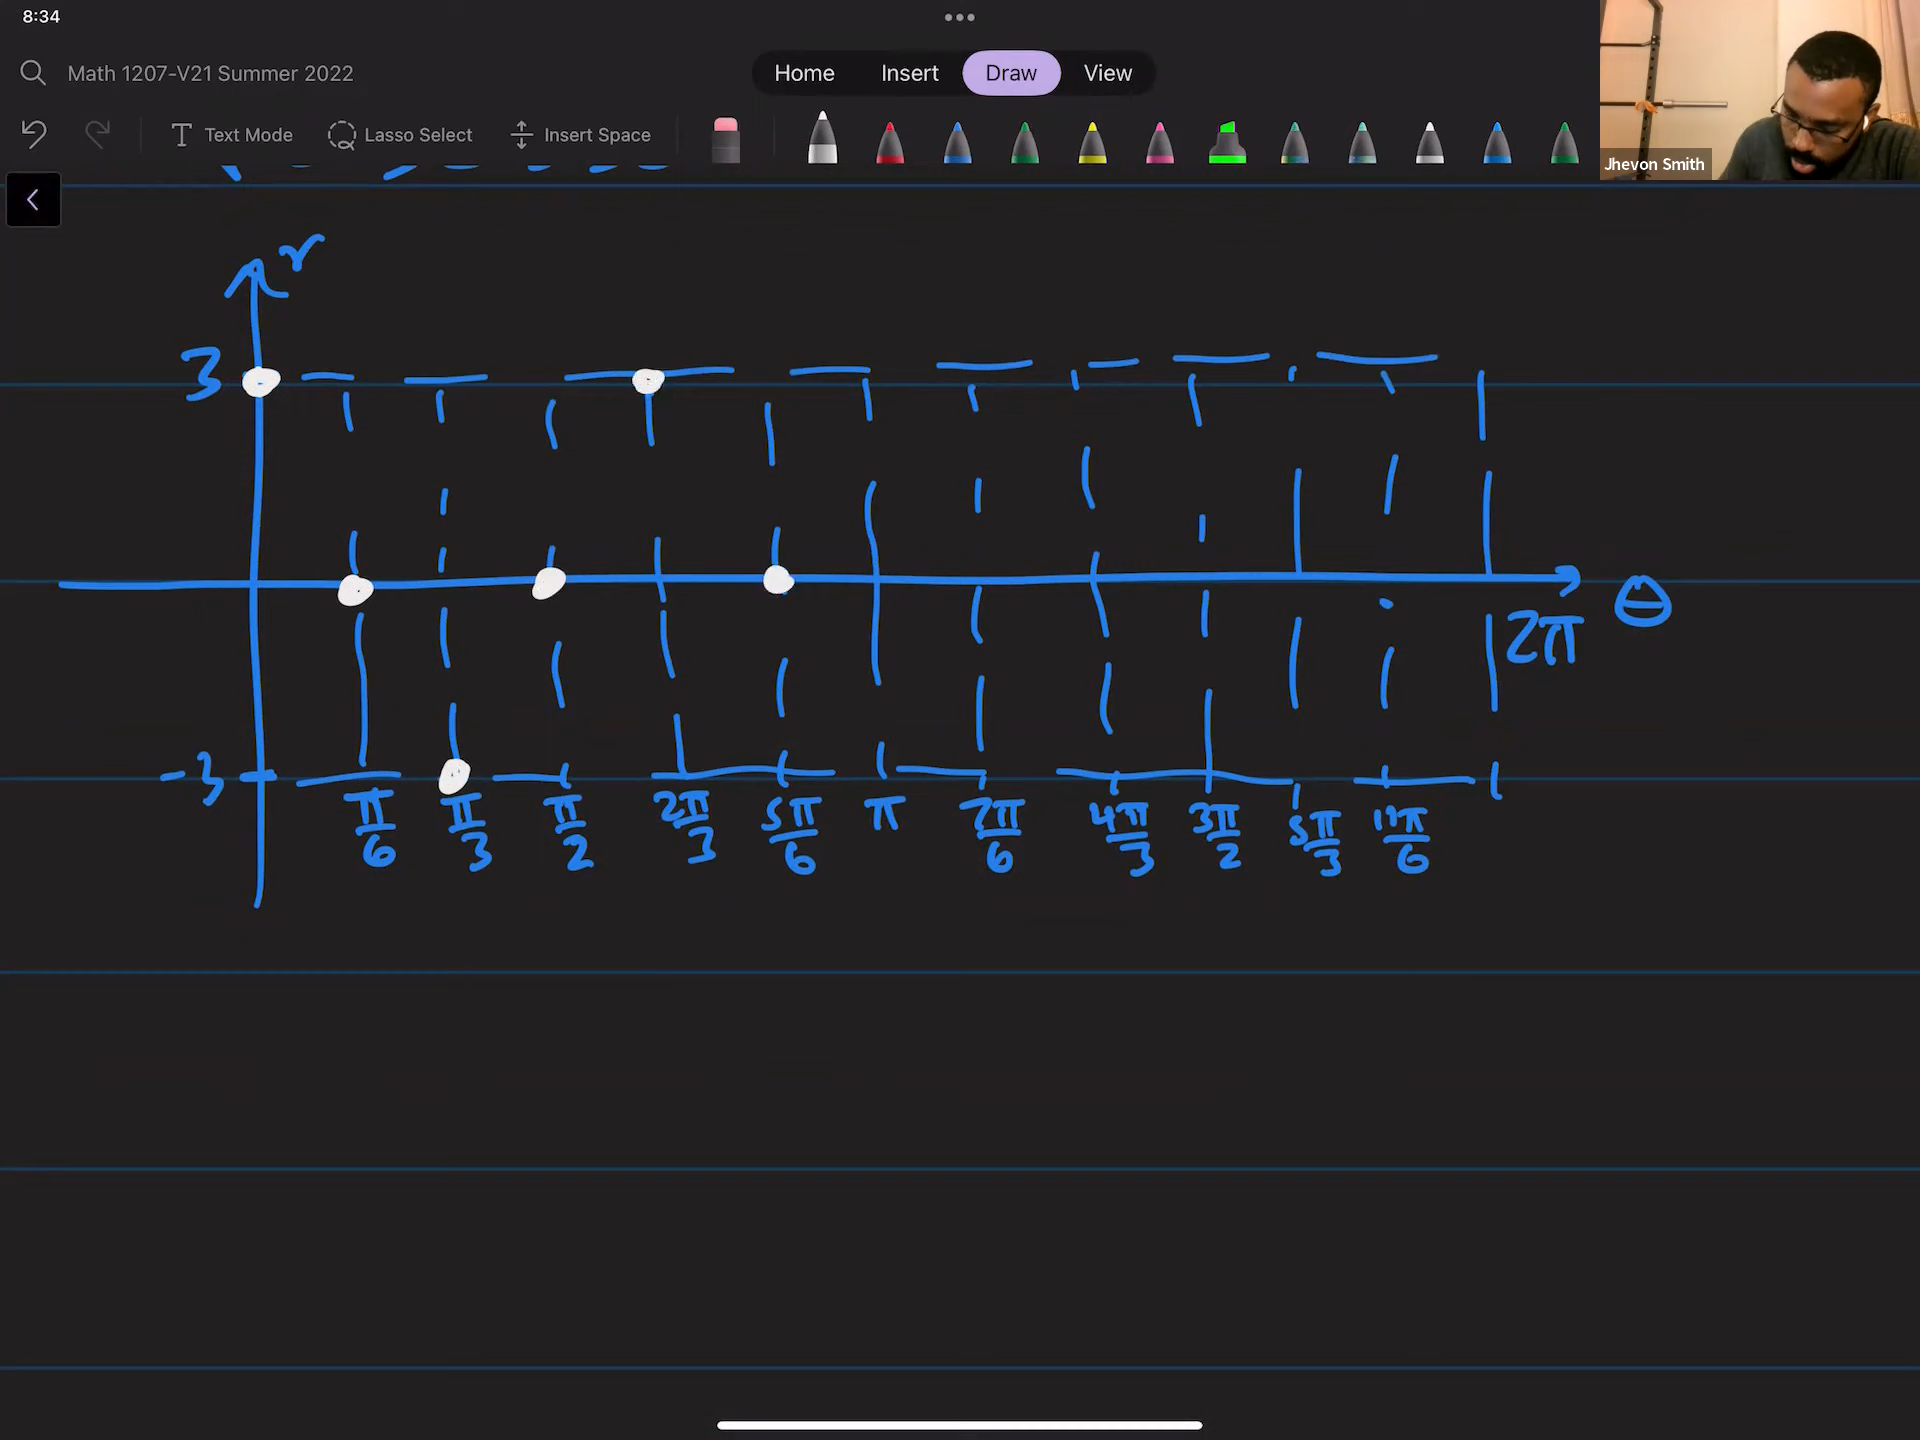 8:34
Math 1207-V21 Summer 2022
Home Insert Draw View
Text Mode Lasso Select Insert Space
Jhevon Smith
r
3
θ
2π
-3
π/6 π/3 π/2 2π/3 5π/6 π 7π/6 4π/3 3π/2 5π/3 11π/6